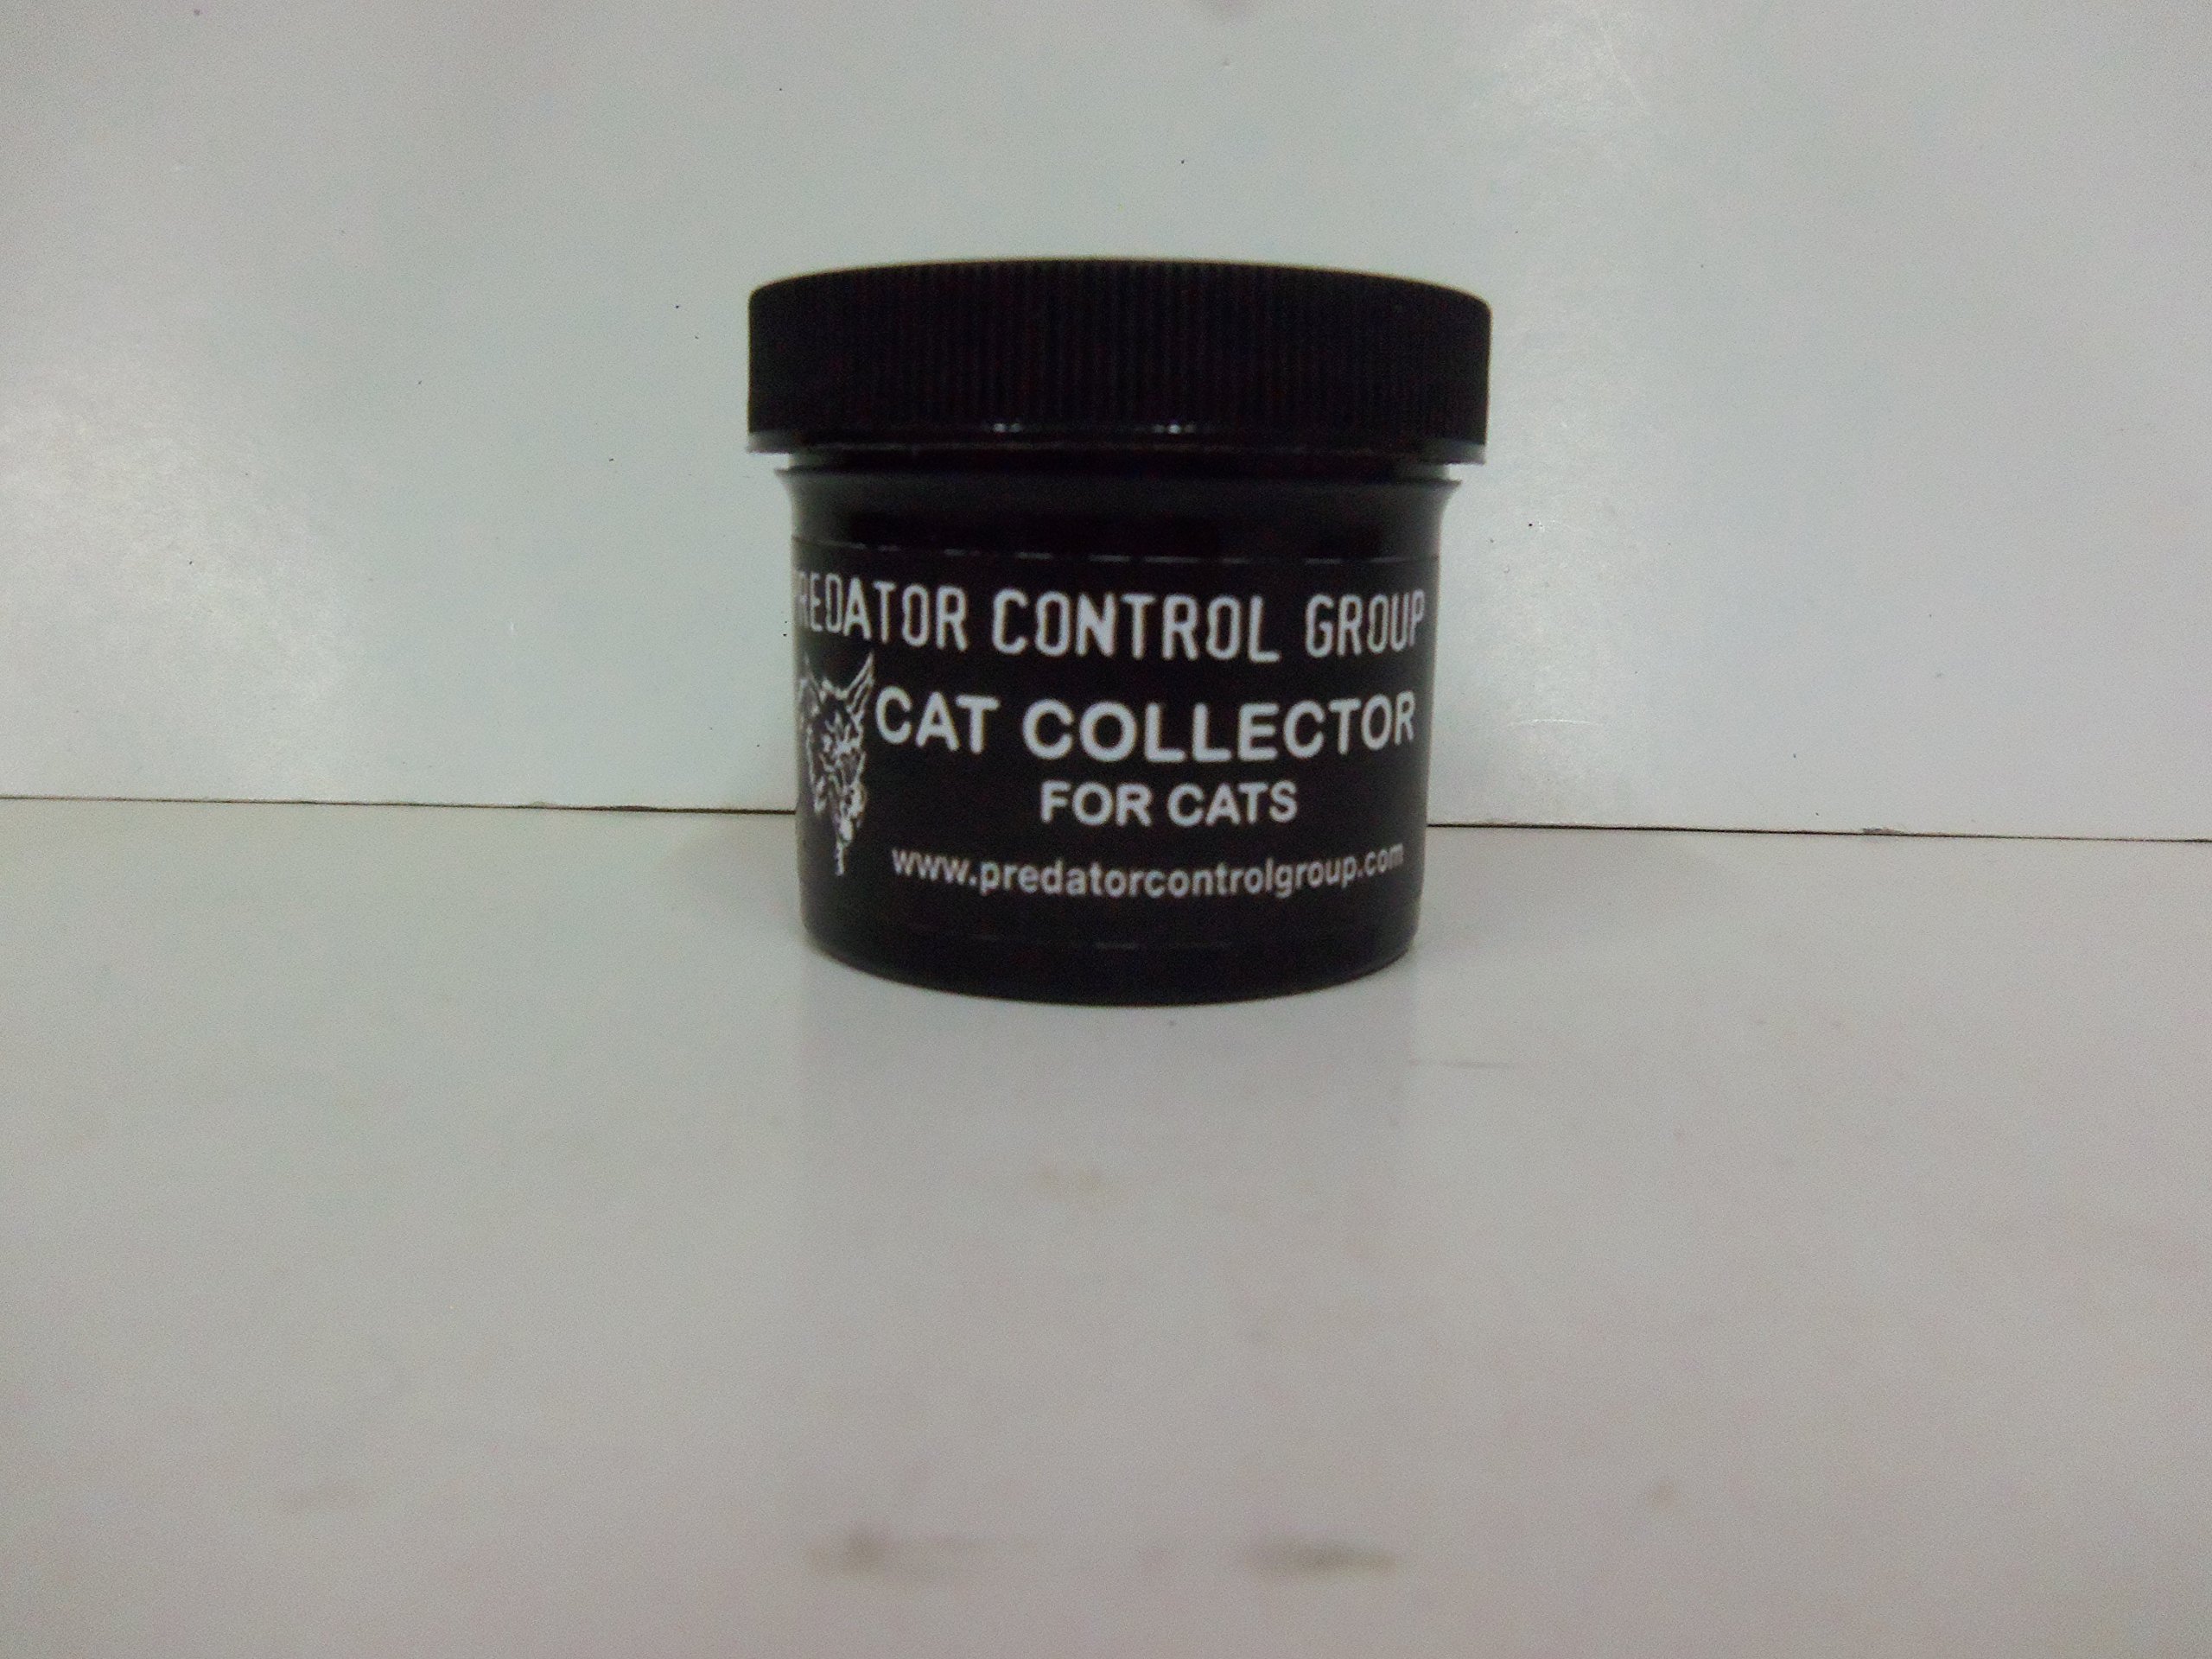 PREDATOR CONTROL GROUP
CAT COLLECTOR
FOR CATS
www.predatorcontrolgroup.com